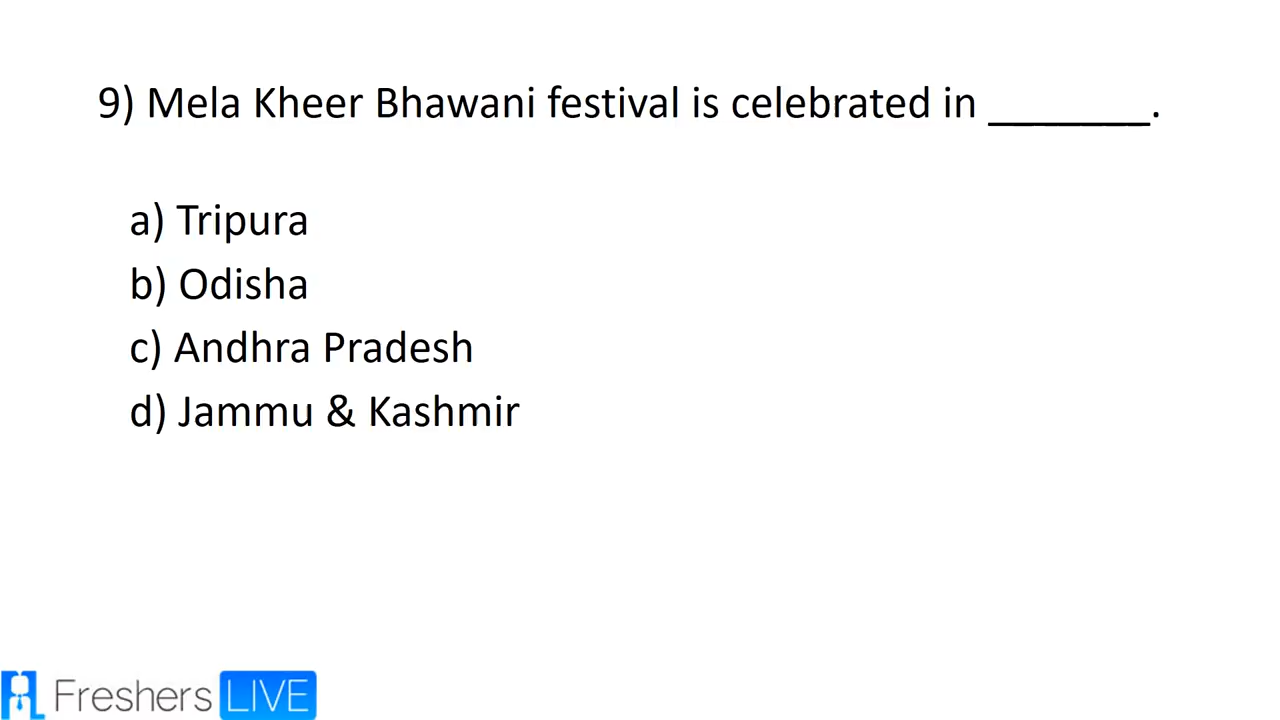 9) Mela Kheer Bhawani festival is celebrated in _______.
a) Tripura
b) Odisha
c) Andhra Pradesh
d) Jammu & Kashmir
Freshers LIVE